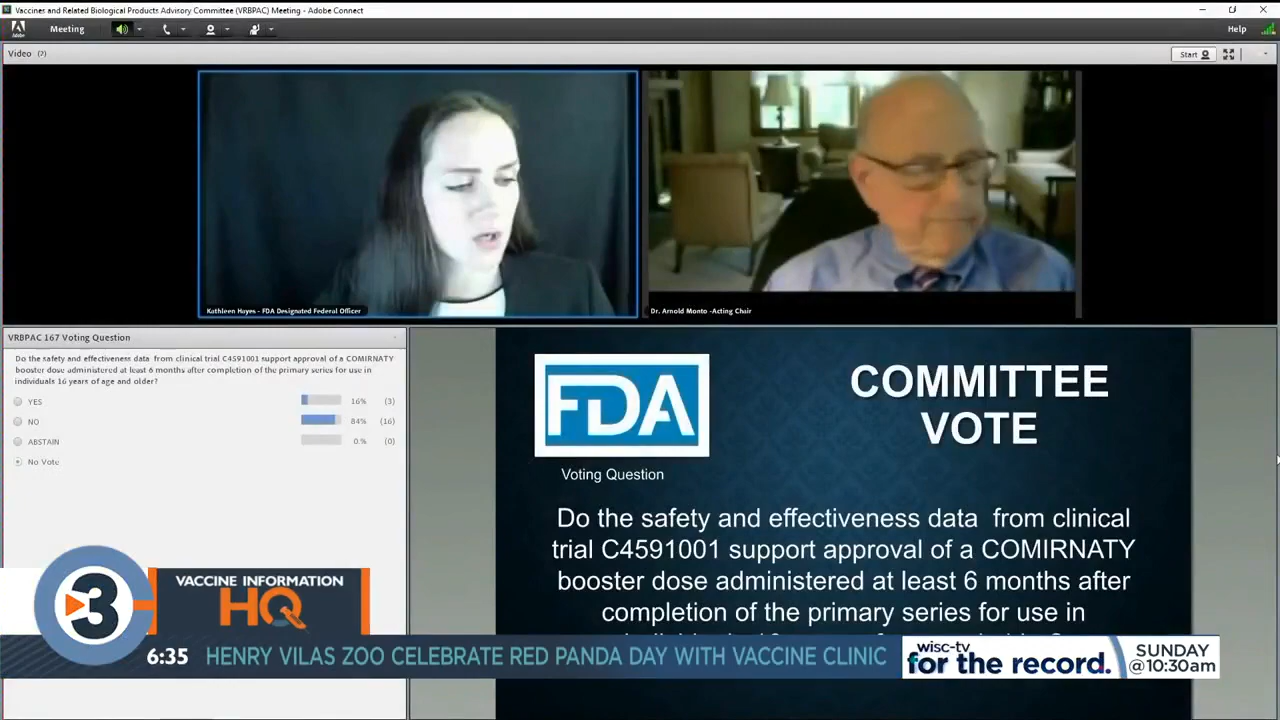 Vaccines and Related Biological Products Advisory Committee (VRBPAC) Meeting - Adobe Connect
Adobe
Meeting
Help
Video (2)
Start
Kathleen Hayes - FDA Designated Federal Officer
Dr. Arnold Monto -Acting Chair
VRBPAC 167 Voting Question
Do the safety and effectiveness data from clinical trial C4591001 support approval of a COMIRNATY
booster dose administered at least 6 months after completion of the primary series for use in
individuals 16 years of age and older?
YES 16% (3)
NO 84% (16)
ABSTAIN 0.% (0)
No Vote
FDA
COMMITTEE
VOTE
Voting Question
Do the safety and effectiveness data from clinical
trial C4591001 support approval of a COMIRNATY
booster dose administered at least 6 months after
completion of the primary series for use in
3
VACCINE INFORMATION
HQ
6:35
HENRY VILAS ZOO CELEBRATE RED PANDA DAY WITH VACCINE CLINIC
wisc-tv
for the record.
SUNDAY
@10:30am